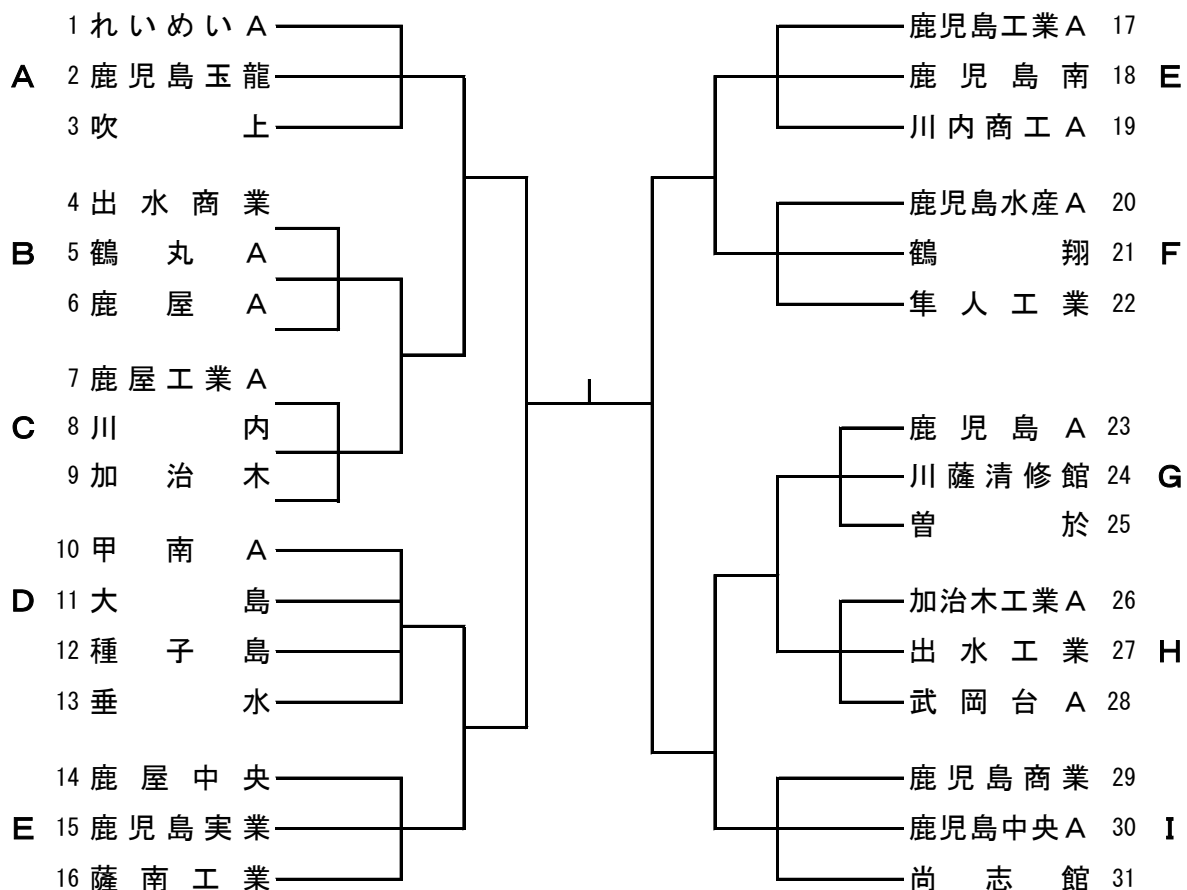 1 れいめいA
A 2 鹿児島玉龍
3 吹上
4 出水商業
B 5 鶴丸A
6 鹿屋A
7 鹿屋工業A
C 8 川内
9 加治木
10 甲南A
D 11 大島
12 種子島
13 垂水
14 鹿屋中央
E 15 鹿児島実業
16 薩南工業
鹿児島工業A 17
鹿児島南 18 E
川内商工A 19
鹿児島水産A 20
鶴翔 21 F
隼人工業 22
鹿児島A 23
川薩清修館 24 G
曽於 25
加治木工業A 26
出水工業 27 H
武岡台A 28
鹿児島商業 29
鹿児島中央A 30 I
尚志館 31